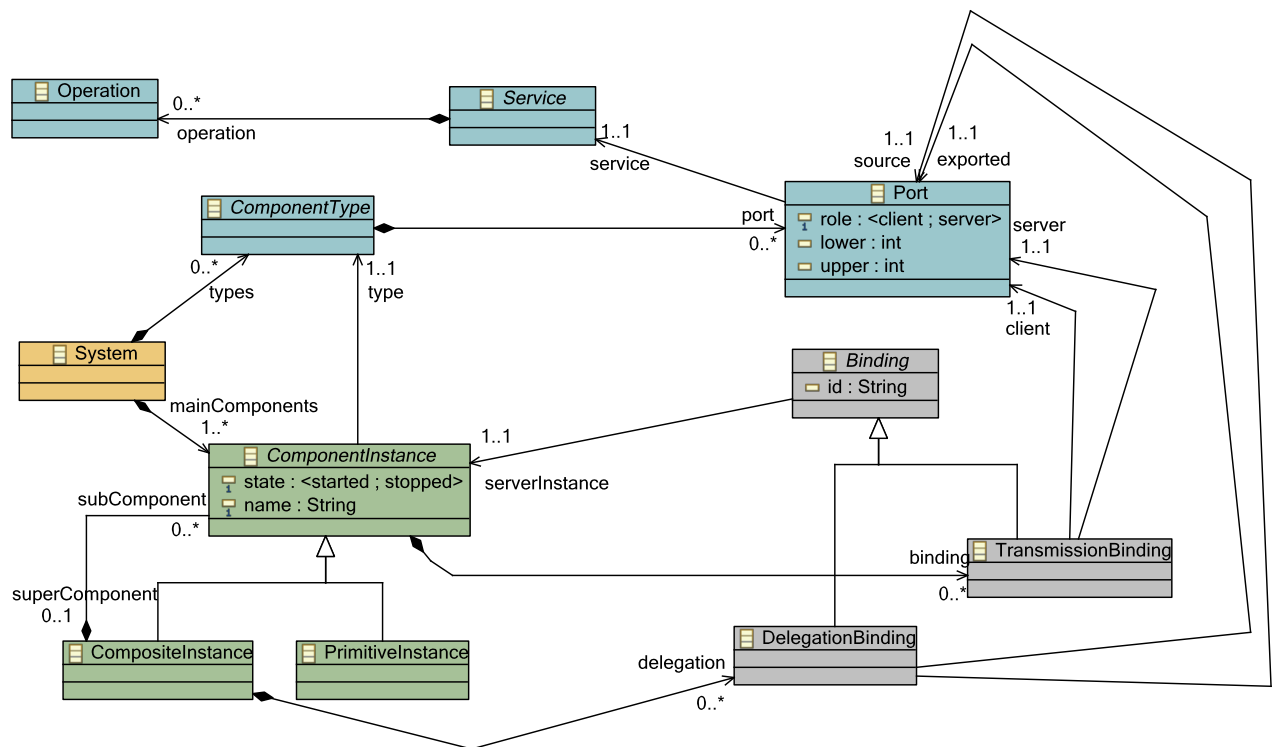 Operation
0..*
operation
Service
1..1
service
1..1
source
1..1
exported
Port
role : <client ; server>
lower : int
upper : int
port
0..*
server
1..1
1..1
client
ComponentType
0..*
types
1..1
type
System
mainComponents
1..*
Binding
id : String
1..1
serverInstance
ComponentInstance
state : <started ; stopped>
name : String
1
1
1
subComponent
0..*
superComponent
0..1
binding
0..*
TransmissionBinding
CompositeInstance
PrimitiveInstance
delegation
0..*
DelegationBinding